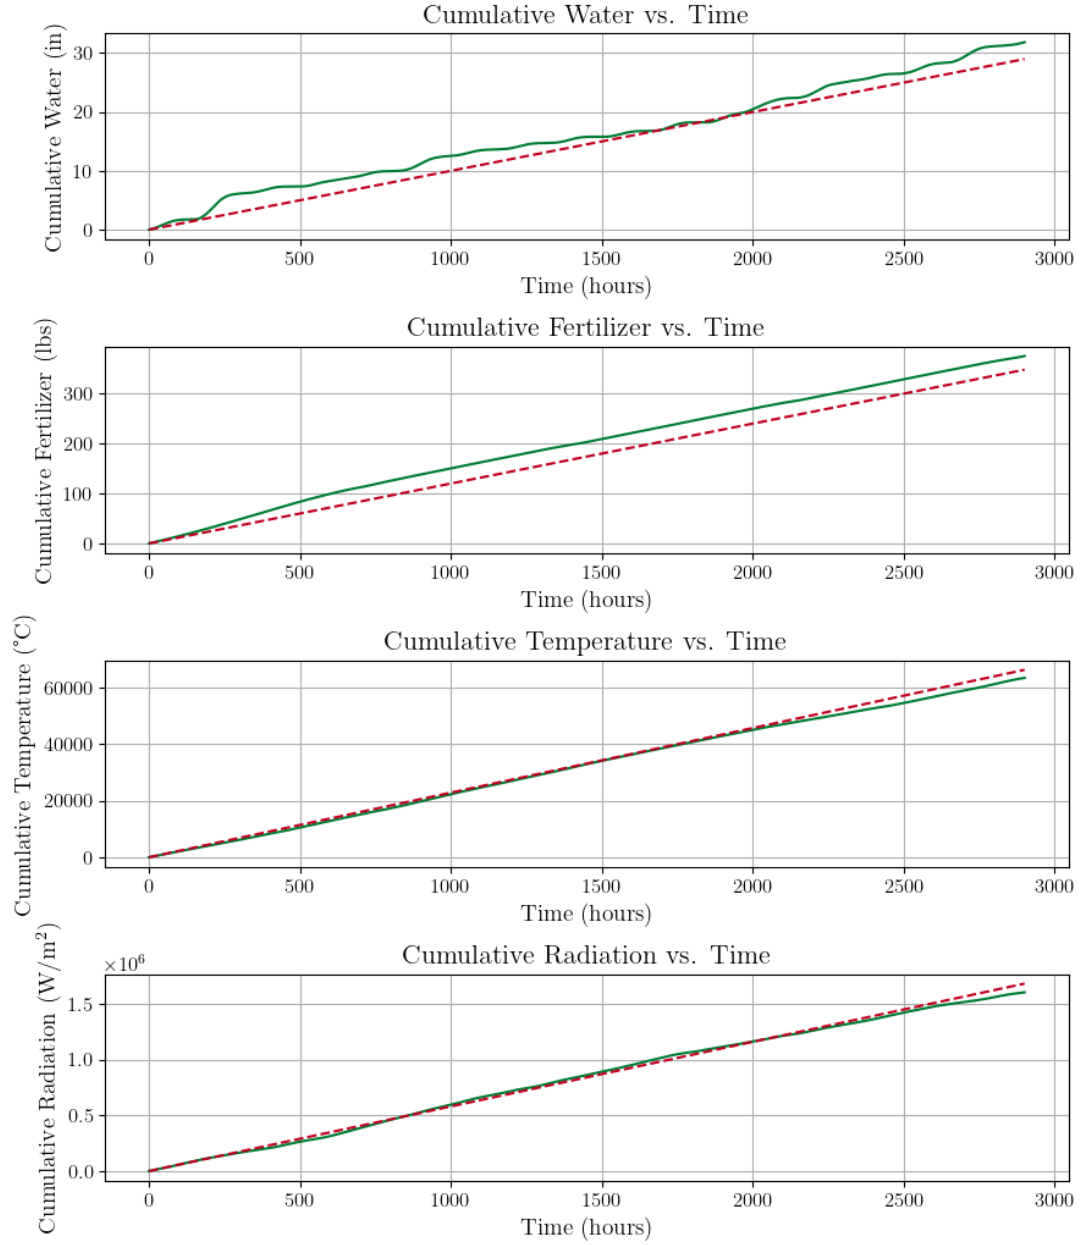 Cumulative Water vs. Time
Cumulative Water (in)
30
20
10
0
0 500 1000 1500 2000 2500 3000
Time (hours)
Cumulative Fertilizer vs. Time
Cumulative Fertilizer (lbs)
300
200
100
0
0 500 1000 1500 2000 2500 3000
Time (hours)
Cumulative Temperature vs. Time
Cumulative Temperature (°C)
60000
40000
20000
0
0 500 1000 1500 2000 2500 3000
Time (hours)
Cumulative Radiation vs. Time
×10⁶
Cumulative Radiation (W/m²)
1.5
1.0
0.5
0.0
0 500 1000 1500 2000 2500 3000
Time (hours)